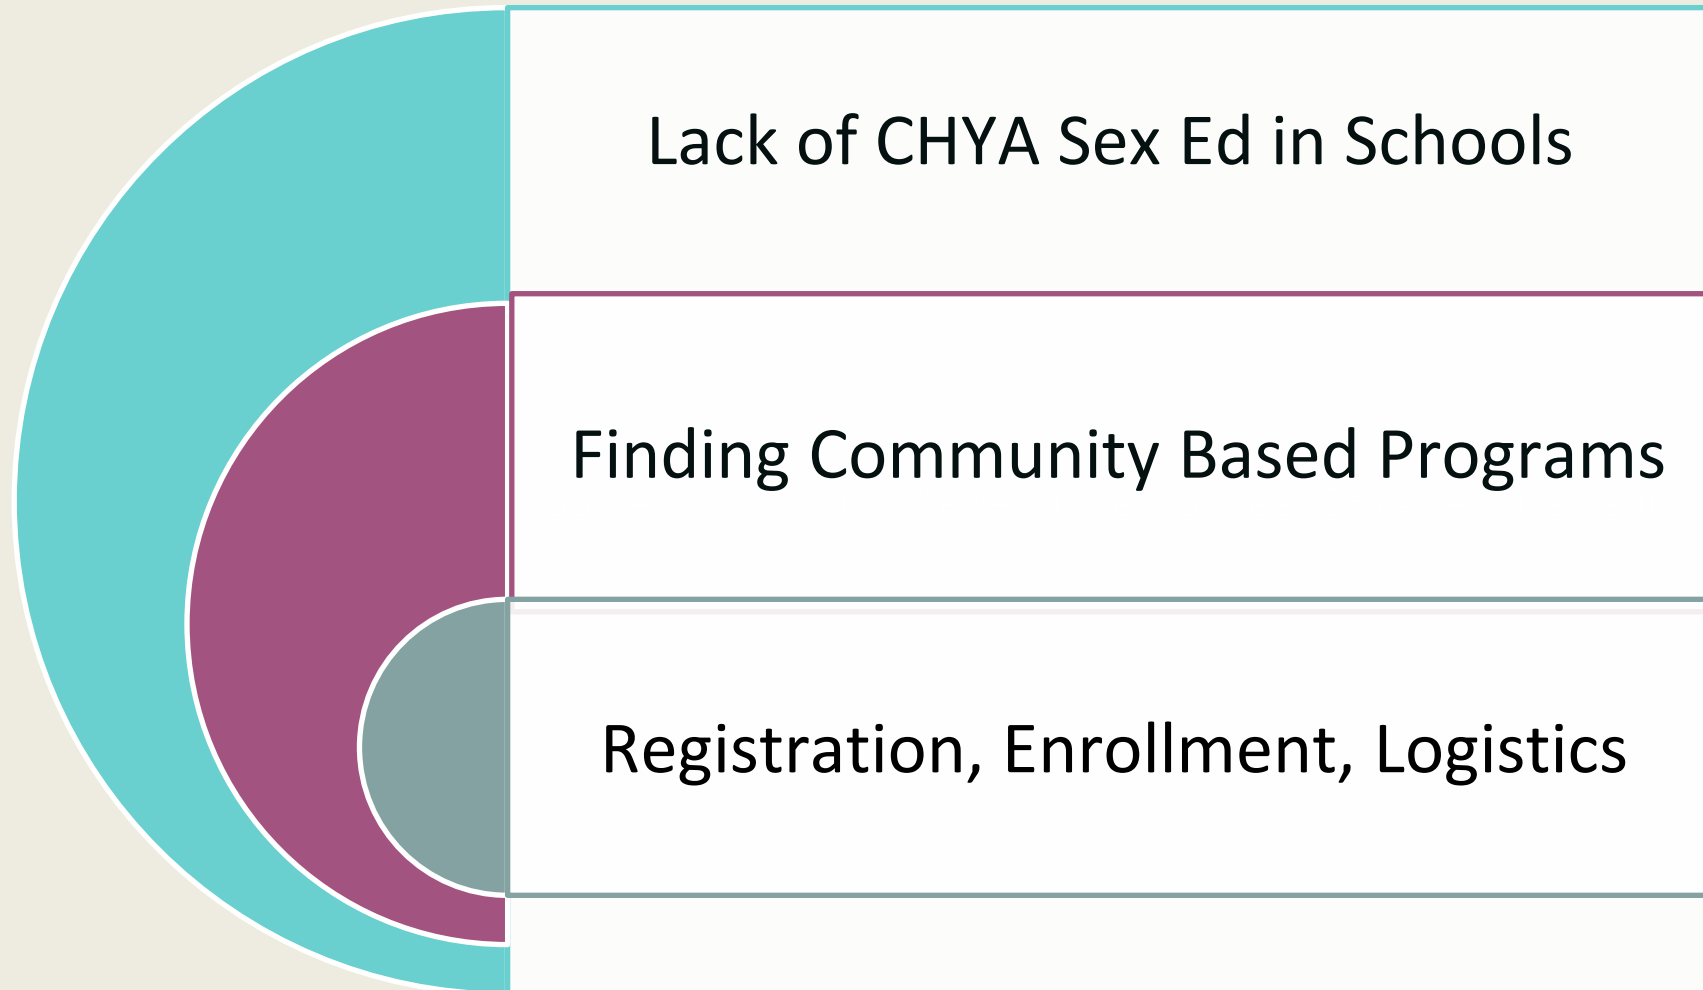 Lack of CHYA Sex Ed in Schools
Finding Community Based Programs
Registration, Enrollment, Logistics